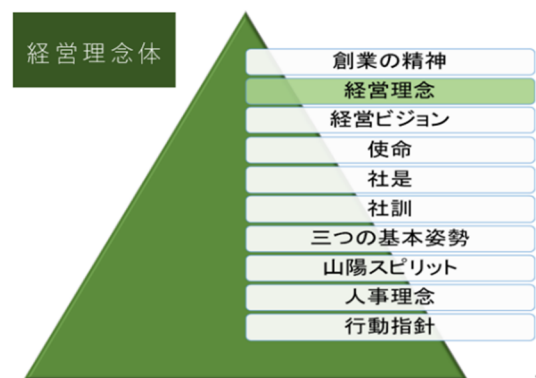 経営理念体
創業の精神
経営理念
経営ビジョン
使命
社是
社訓
三つの基本姿勢
山陽スピリット
人事理念
行動指針